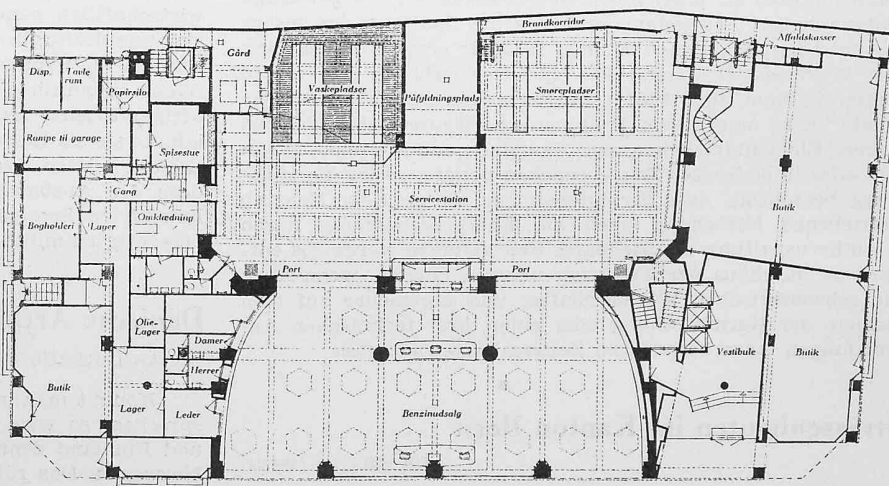 Brandkorridor
Affaldskasser
Gård
Disp.
Tavle
rum
Papirsilo
Vaskepladser
Påfyldningsplads
Smørepladser
Rampe til garage
Spisestue
Gang
Servicestation
Butik
Bogholderi
Lager
Omklædning
Port
Port
Olie-
Lager
Damer
Herrer
Vestibule
Butik
Butik
Lager
Leder
Benzinudsalg